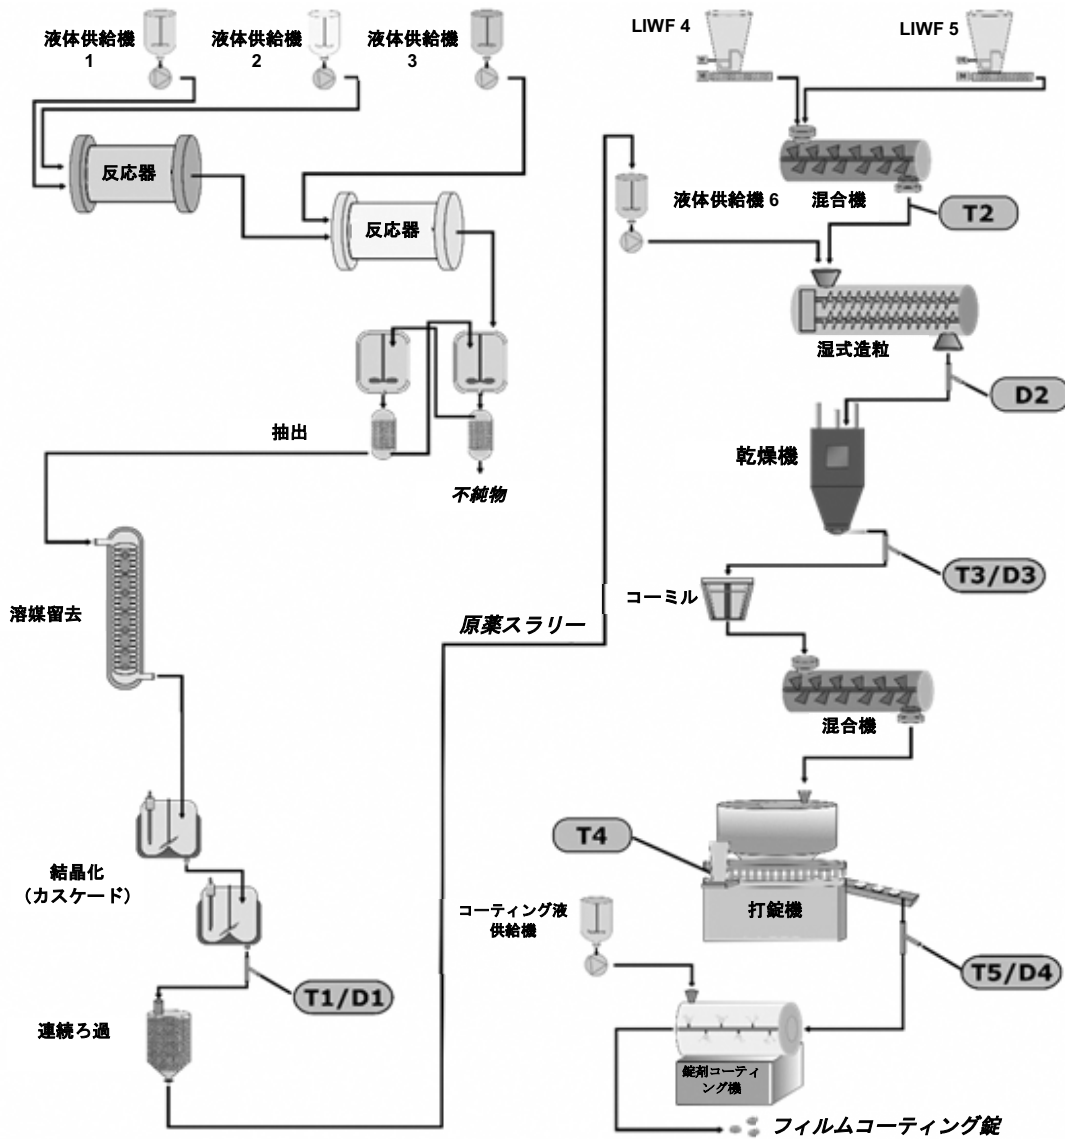 液体供給機
1
液体供給機
2
液体供給機
3
反応器
反応器
抽出
不純物
溶媒留去
原薬スラリー
結晶化
（カスケード）
T1/D1
連続ろ過
LIWF 4
LIWF 5
液体供給機 6
混合機
T2
湿式造粒
D2
乾燥機
T3/D3
コーミル
混合機
T4
打錠機
コーティング液
供給機
T5/D4
錠剤コーティ
ング機
フィルムコーティング錠